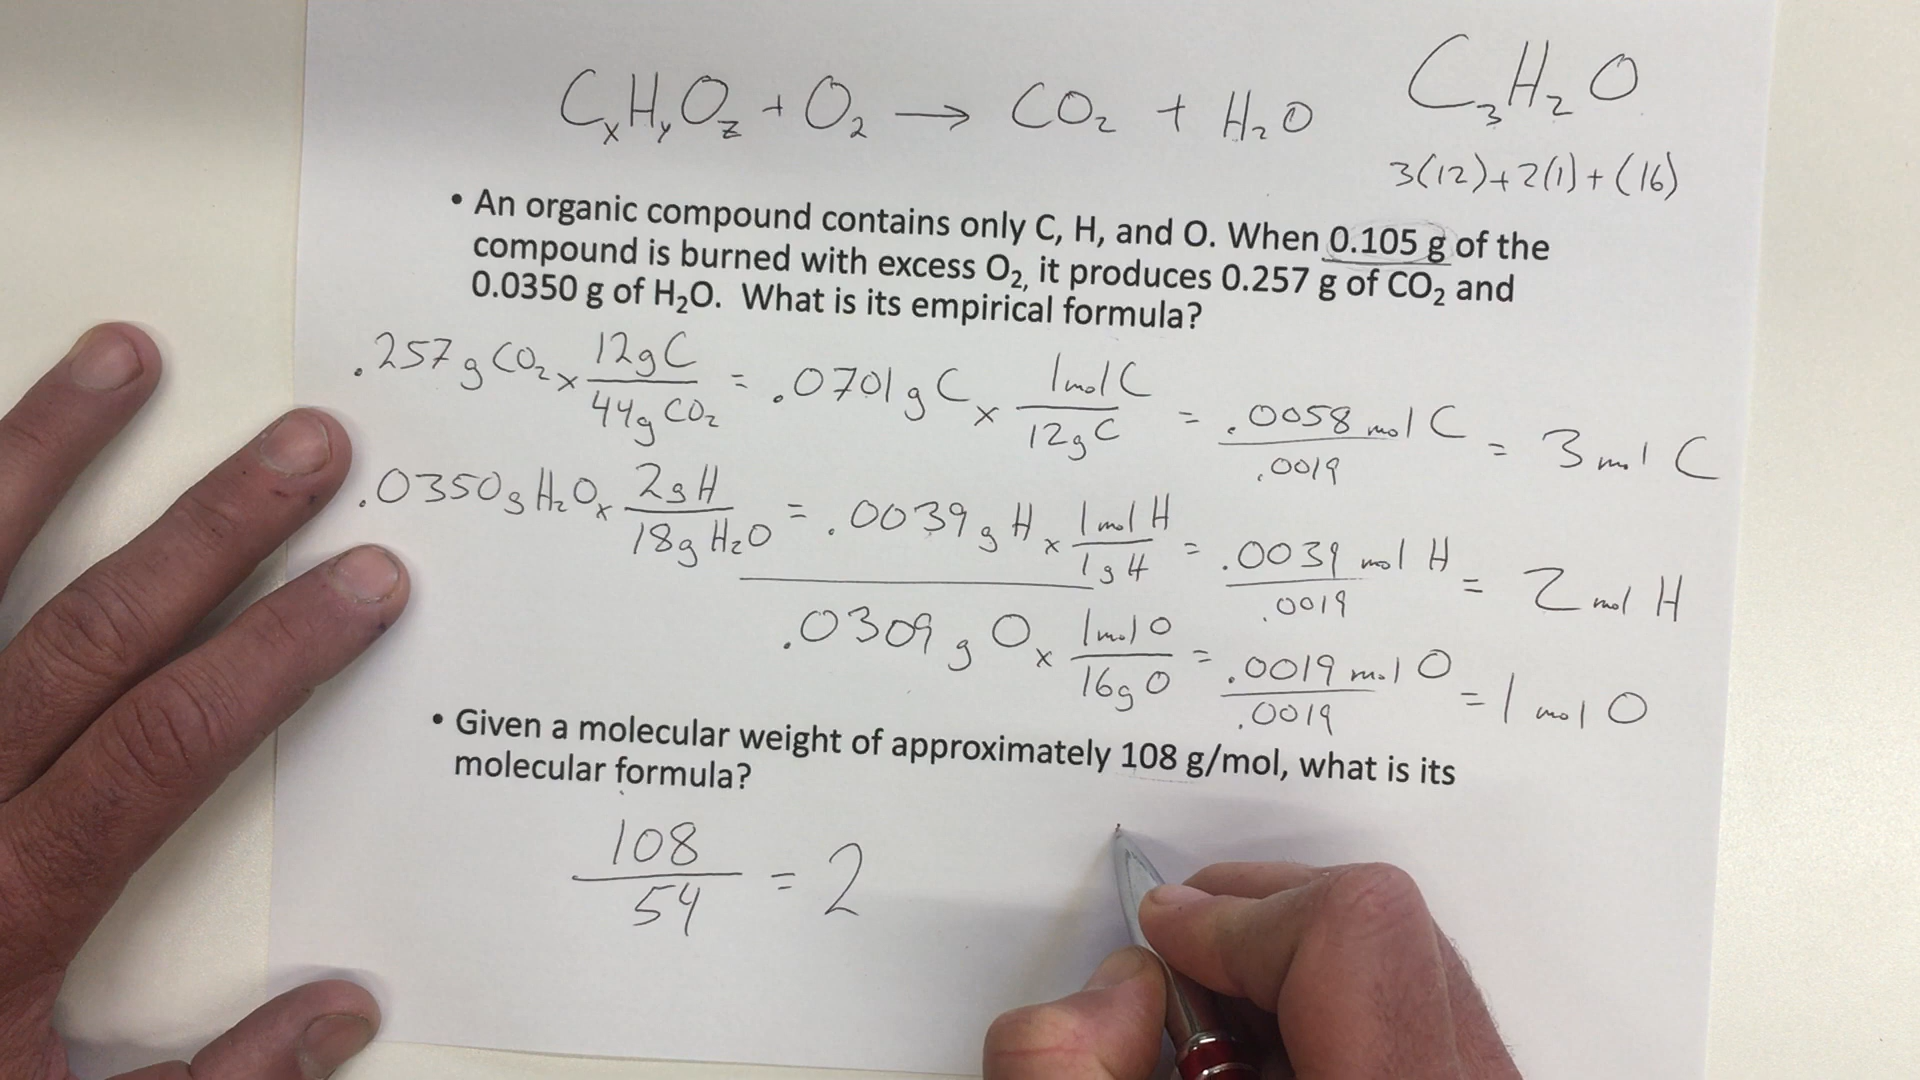 CxHyOz + O₂ → CO₂ + H₂O
C₃H₂O
3(12)+2(1)+(16)
• An organic compound contains only C, H, and O. When 0.105 g of the
compound is burned with excess O₂, it produces 0.257 g of CO₂ and
0.0350 g of H₂O. What is its empirical formula?
.257 g CO₂ x 12g C / 44g CO₂ = .0701 g C x 1 mol C / 12g C = .0058 mol C / .0019 = 3 mol C
.0350 g H₂O x 2g H / 18g H₂O = .0039 g H x 1 mol H / 1g H = .0039 mol H / .0019 = 2 mol H
.0309 g O x 1 mol O / 16g O = .0019 mol O / .0019 = 1 mol O
• Given a molecular weight of approximately 108 g/mol, what is its
molecular formula?
108 / 54 = 2